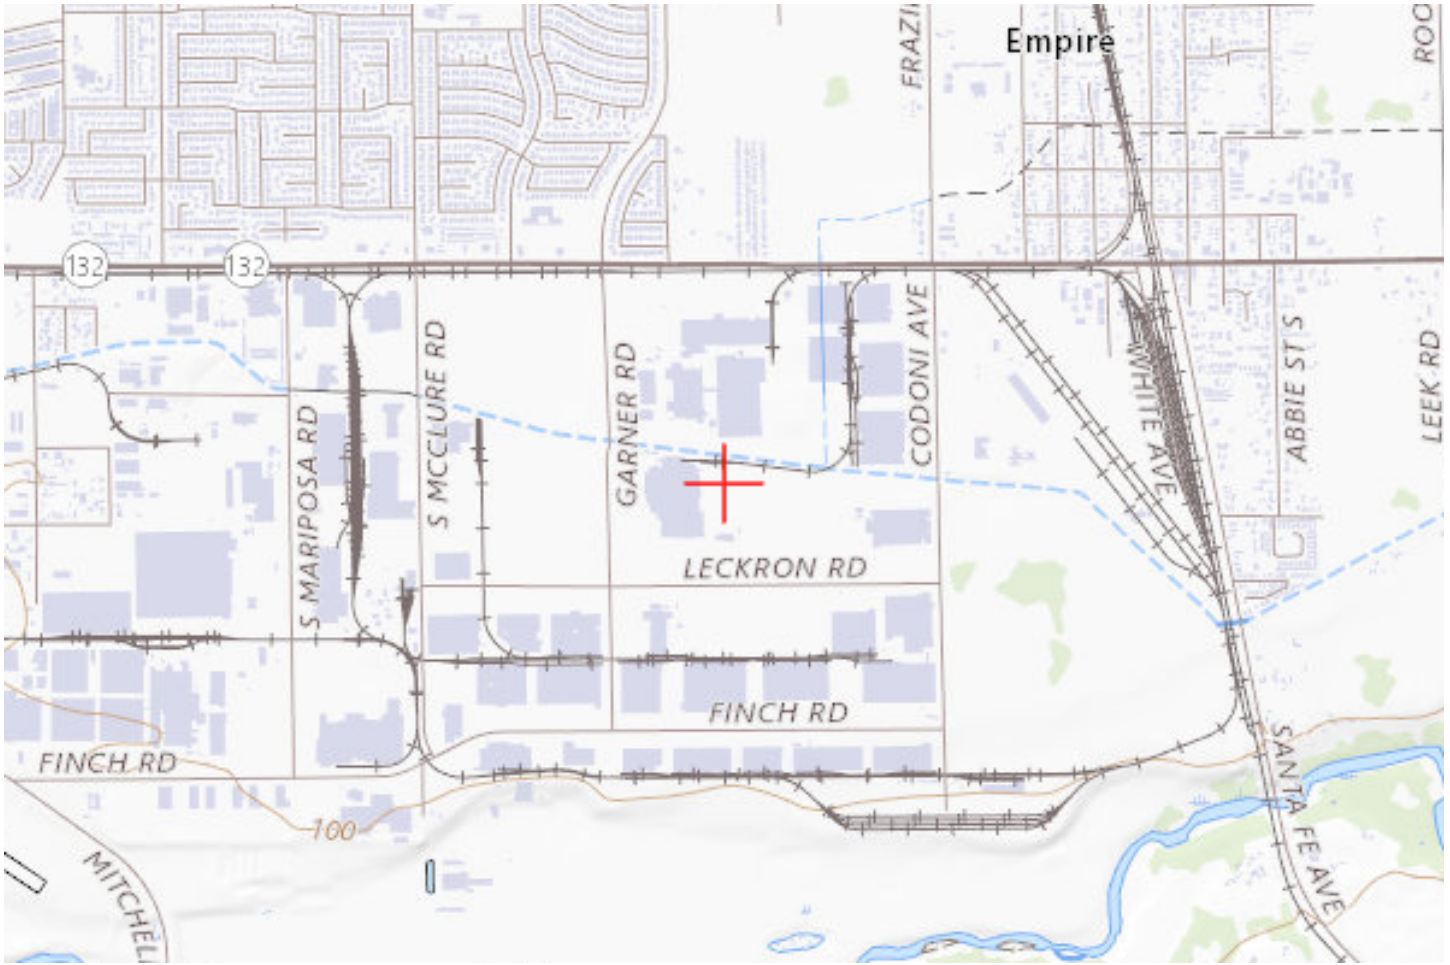 FRAZI
Empire
ROO
132
132
S MARIPOSA RD
S MCCLURE RD
GARNER RD
CODONI AVE
WHITE AVE
ABBIE ST S
LEEK RD
LECKRON RD
FINCH RD
FINCH RD
SANTA FE AVE
100
MITCHELL